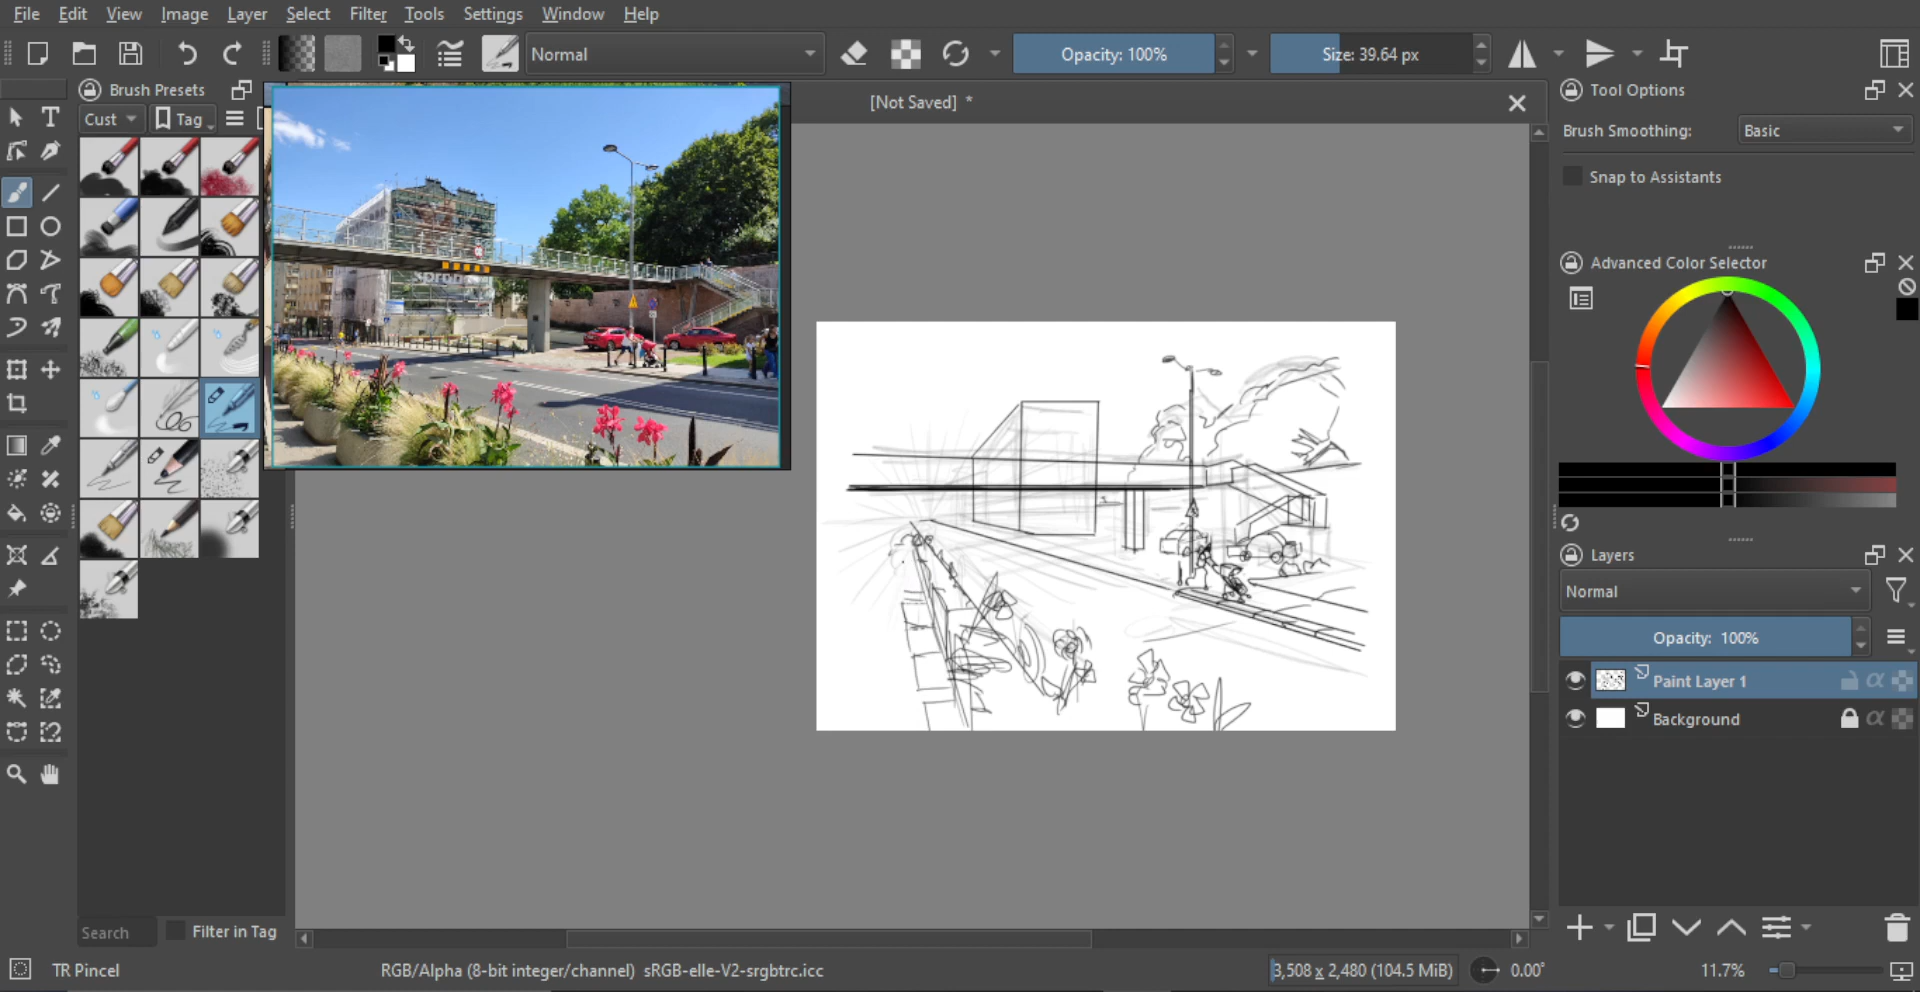 File Edit View Image Layer Select Filter Tools Settings Window Help
Normal
Opacity: 100%
Size: 39.64 px
Brush Presets
Cust
Tag
[Not Saved] *
Tool Options
Brush Smoothing:
Basic
Snap to Assistants
Advanced Color Selector
Layers
Normal
Opacity: 100%
Paint Layer 1
Background
Search
Filter in Tag
TR Pincel
RGB/Alpha (8-bit integer/channel) sRGB-elle-V2-srgbtrc.icc
3,508 x 2,480 (104.5 MiB)
0.00°
11.7%